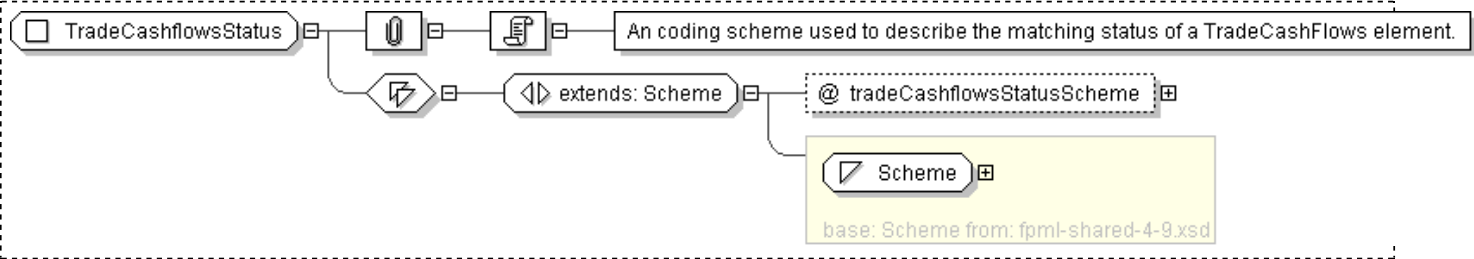 TradeCashflowsStatus
An coding scheme used to describe the matching status of a TradeCashFlows element.
extends: Scheme
@ tradeCashflowsStatusScheme
Scheme
base: Scheme from: fpml-shared-4-9.xsd